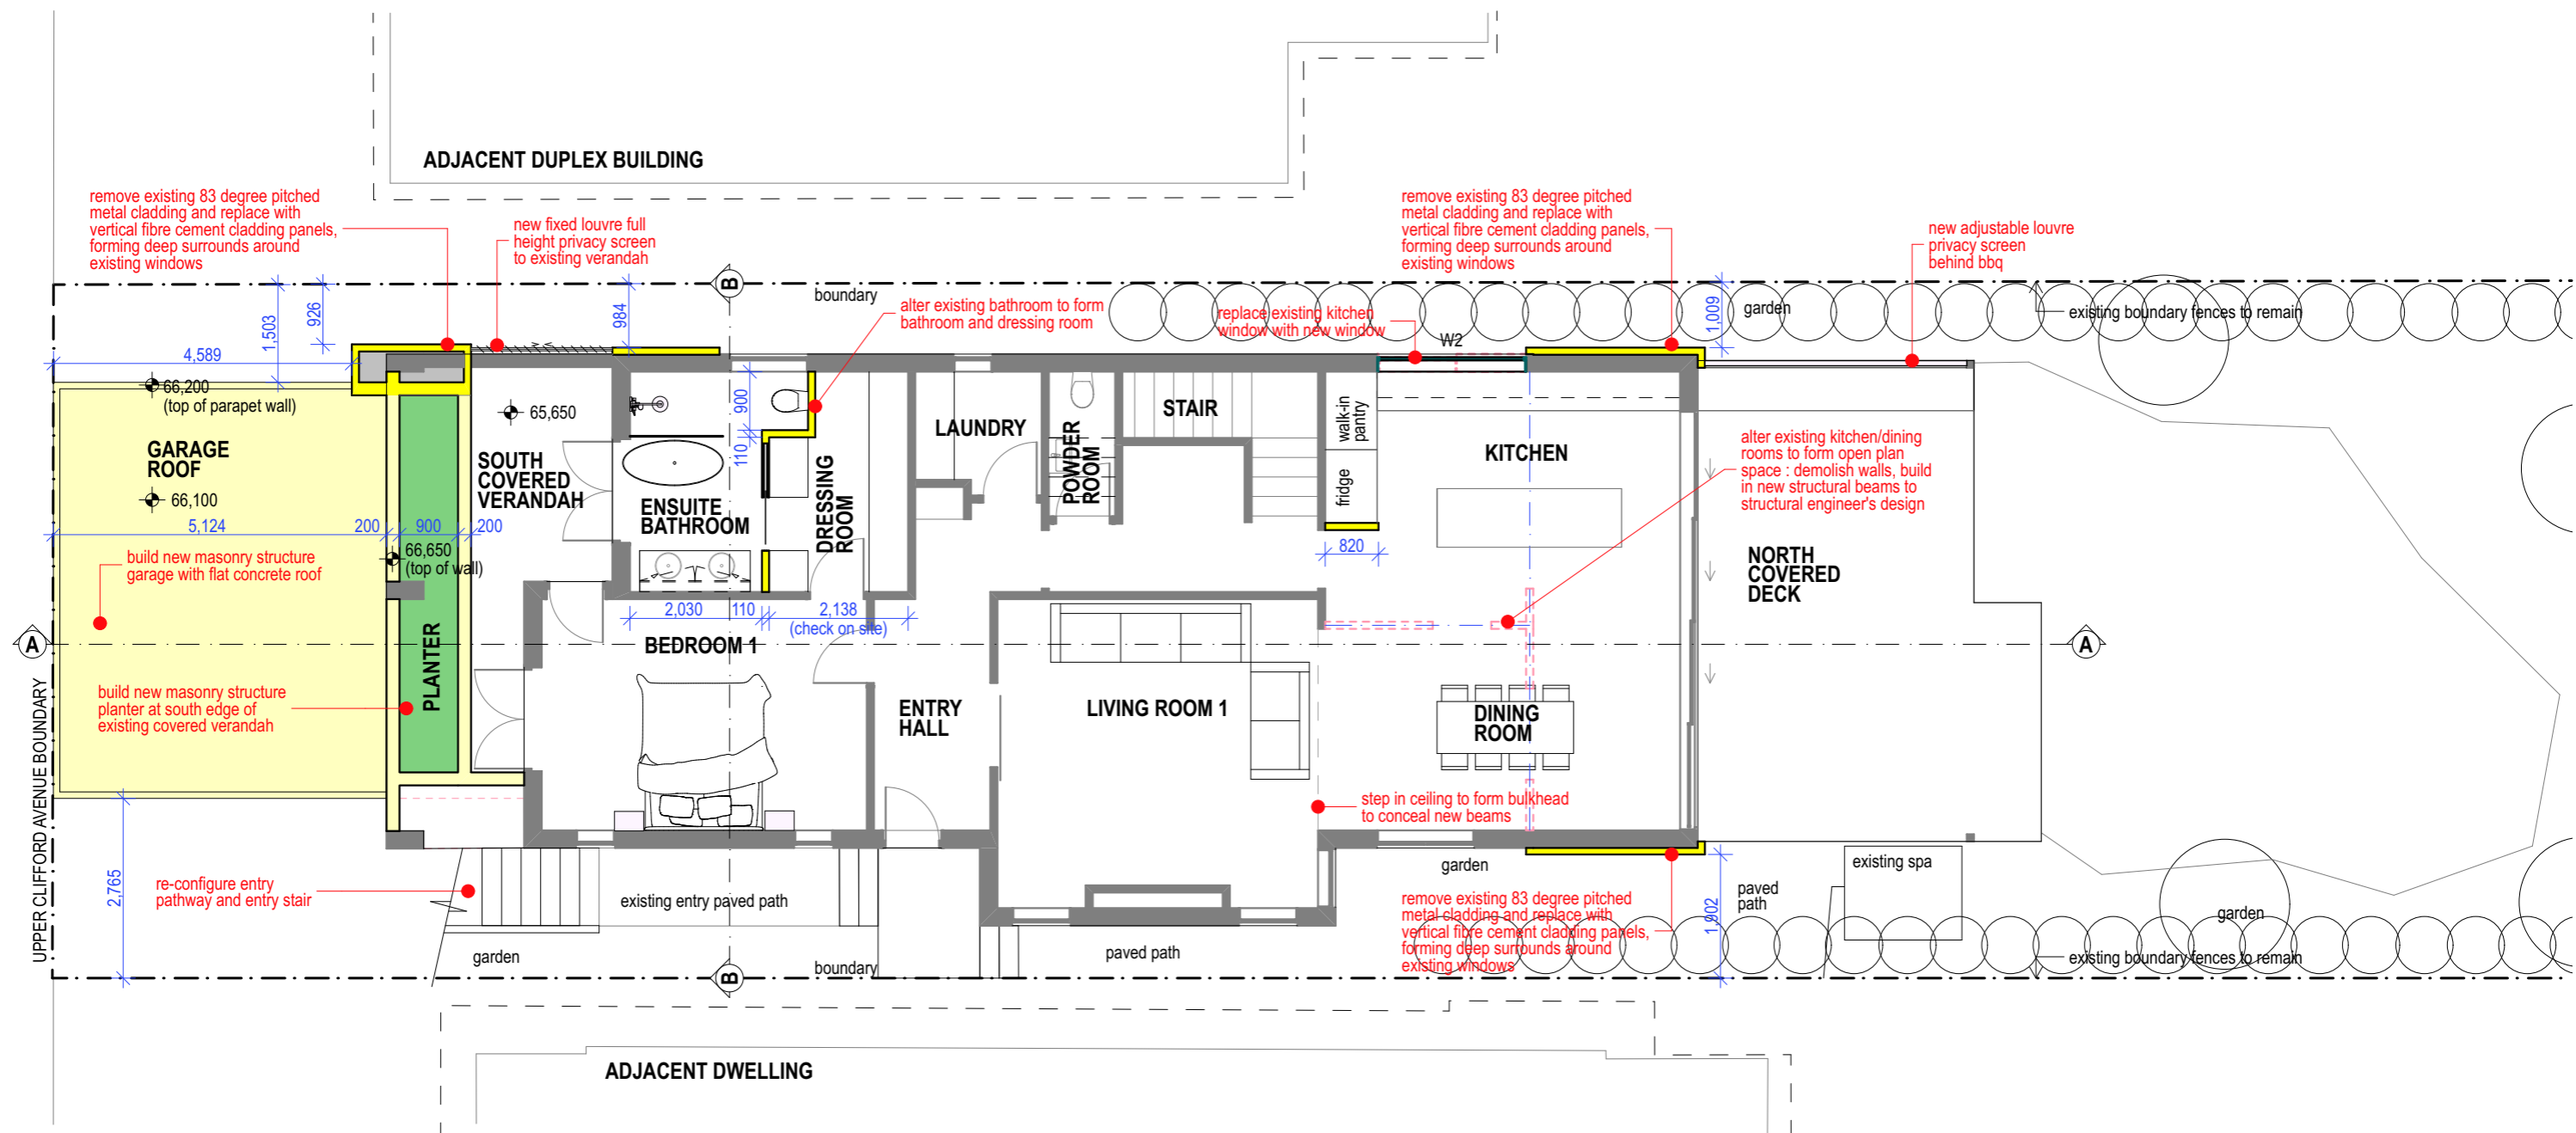 ADJACENT DUPLEX BUILDING
remove existing 83 degree pitched
metal cladding and replace with
vertical fibre cement cladding panels,
forming deep surrounds around
existing windows
new fixed louvre full
height privacy screen
to existing verandah
remove existing 83 degree pitched
metal cladding and replace with
vertical fibre cement cladding panels,
forming deep surrounds around
existing windows
new adjustable louvre
privacy screen
behind bbq
B
boundary
alter existing bathroom to form
bathroom and dressing room
replace existing kitchen
window with new window
W2
garden
existing boundary fences to remain
1,503
926
984
1,009
4,589
66,200
(top of parapet wall)
65,650
900
110
GARAGE
ROOF
66,100
SOUTH
COVERED
VERANDAH
ENSUITE
BATHROOM
DRESSING
ROOM
LAUNDRY
POWDER
ROOM
STAIR
walk-in
pantry
fridge
KITCHEN
alter existing kitchen/dining
rooms to form open plan
space : demolish walls, build
in new structural beams to
structural engineer's design
5,124
200
900
200
66,650
(top of wall)
820
build new masonry structure
garage with flat concrete roof
NORTH
COVERED
DECK
2,030
110
2,138
(check on site)
A
BEDROOM 1
A
PLANTER
build new masonry structure
planter at south edge of
existing covered verandah
ENTRY
HALL
LIVING ROOM 1
DINING
ROOM
UPPER CLIFFORD AVENUE BOUNDARY
step in ceiling to form bulkhead
to conceal new beams
2,765
re-configure entry
pathway and entry stair
existing entry paved path
garden
existing spa
remove existing 83 degree pitched
metal cladding and replace with
vertical fibre cement cladding panels,
forming deep surrounds around
existing windows
1,902
paved
path
garden
garden
B
boundary
paved path
existing boundary fences to remain
ADJACENT DWELLING